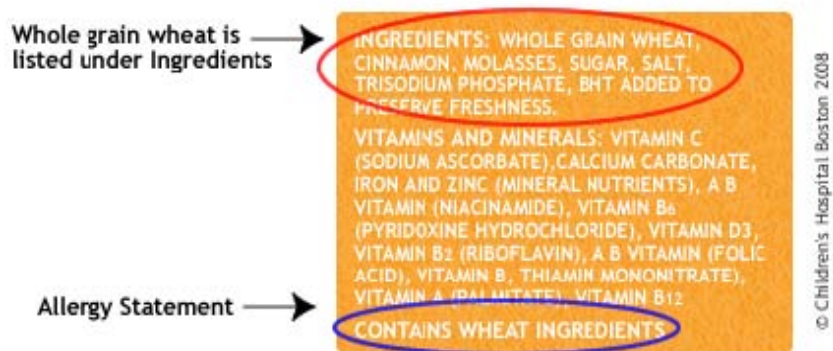 Whole grain wheat is
listed under Ingredients
INGREDIENTS: WHOLE GRAIN WHEAT,
CINNAMON, MOLASSES, SUGAR, SALT,
TRISODIUM PHOSPHATE, BHT ADDED TO
PRESERVE FRESHNESS.
VITAMINS AND MINERALS: VITAMIN C
(SODIUM ASCORBATE),CALCIUM CARBONATE,
IRON AND ZINC (MINERAL NUTRIENTS), A B
VITAMIN (NIACINAMIDE), VITAMIN B6
(PYRIDOXINE HYDROCHLORIDE), VITAMIN D3,
VITAMIN B2 (RIBOFLAVIN), A B VITAMIN (FOLIC
ACID), VITAMIN B, THIAMIN MONONITRATE),
VITAMIN A (PALMITATE), VITAMIN B12
Allergy Statement
CONTAINS WHEAT INGREDIENTS
© Children's Hospital Boston 2008